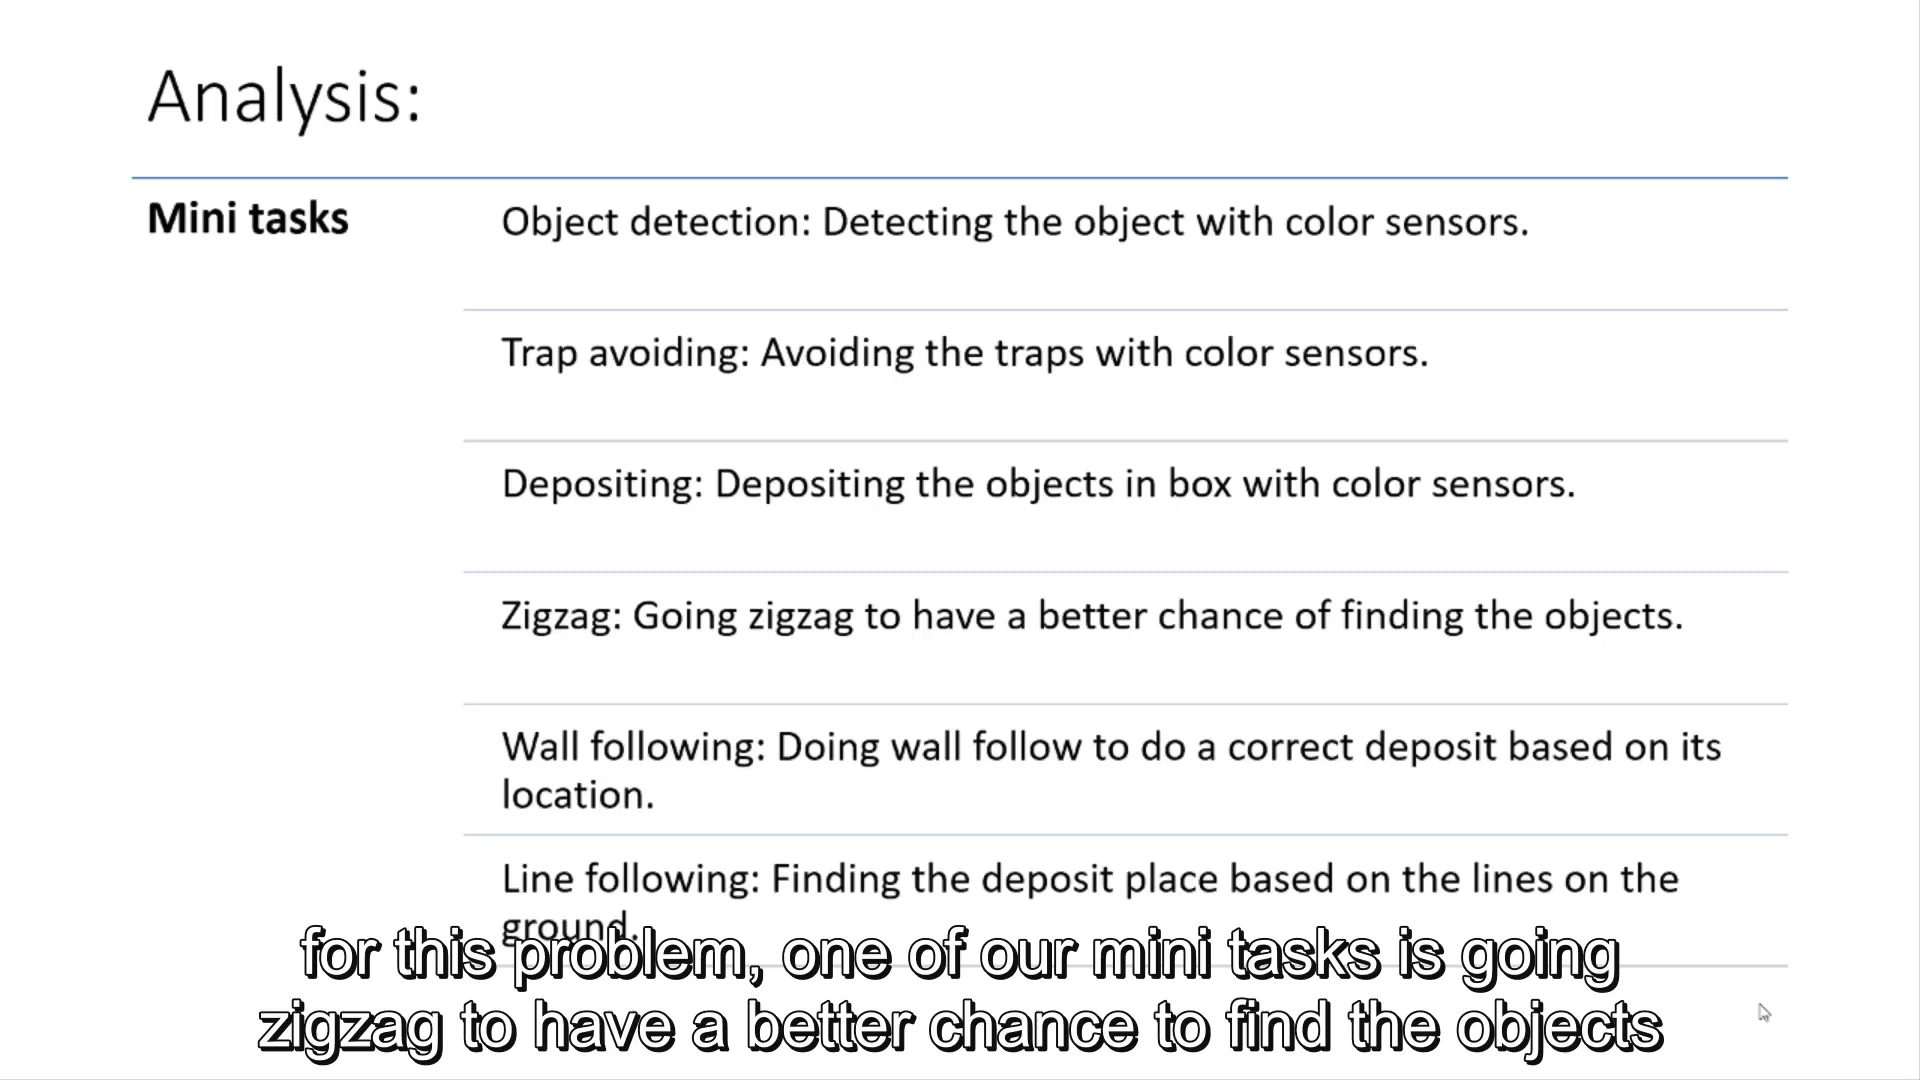 Analysis:
Mini tasks
Object detection: Detecting the object with color sensors.
Trap avoiding: Avoiding the traps with color sensors.
Depositing: Depositing the objects in box with color sensors.
Zigzag: Going zigzag to have a better chance of finding the objects.
Wall following: Doing wall follow to do a correct deposit based on its
location.
Line following: Finding the deposit place based on the lines on the
ground.
for this problem, one of our mini tasks is going
zigzag to have a better chance to find the objects